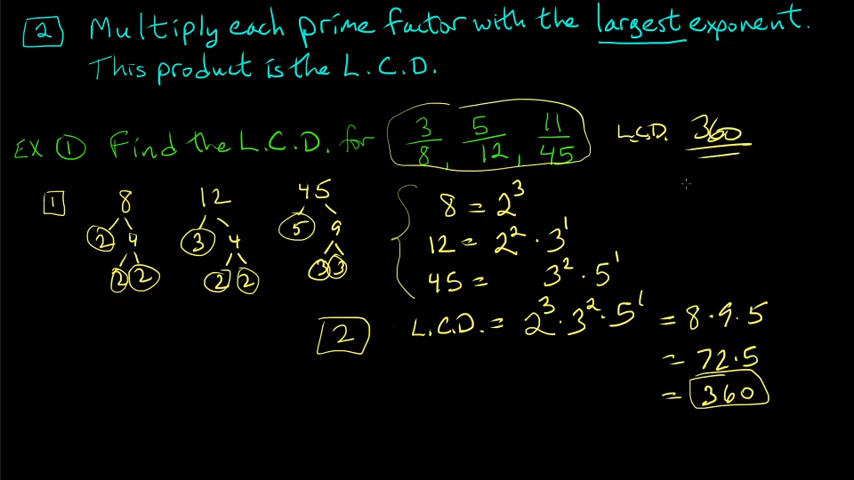 2 Multiply each prime factor with the largest exponent.
This product is the L.C.D.
EX 1 Find the L.C.D. for 3/8, 5/12, 11/45 L.C.D. 360
1
8
2 4
2 2
12
3 4
2 2
45
5 9
3 3
8 = 2³
12 = 2² · 3¹
45 = 3² · 5¹
2 L.C.D. = 2³ · 3² · 5¹ = 8 · 9 · 5
= 72 · 5
= 360